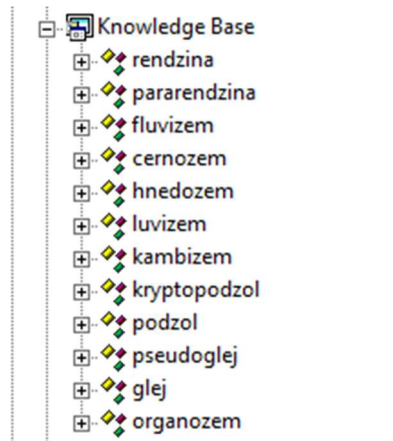 Knowledge Base
rendzina
pararendzina
fluvizem
cernozem
hnedozem
luvizem
kambizem
kryptopodzol
podzol
pseudoglej
glej
organozem